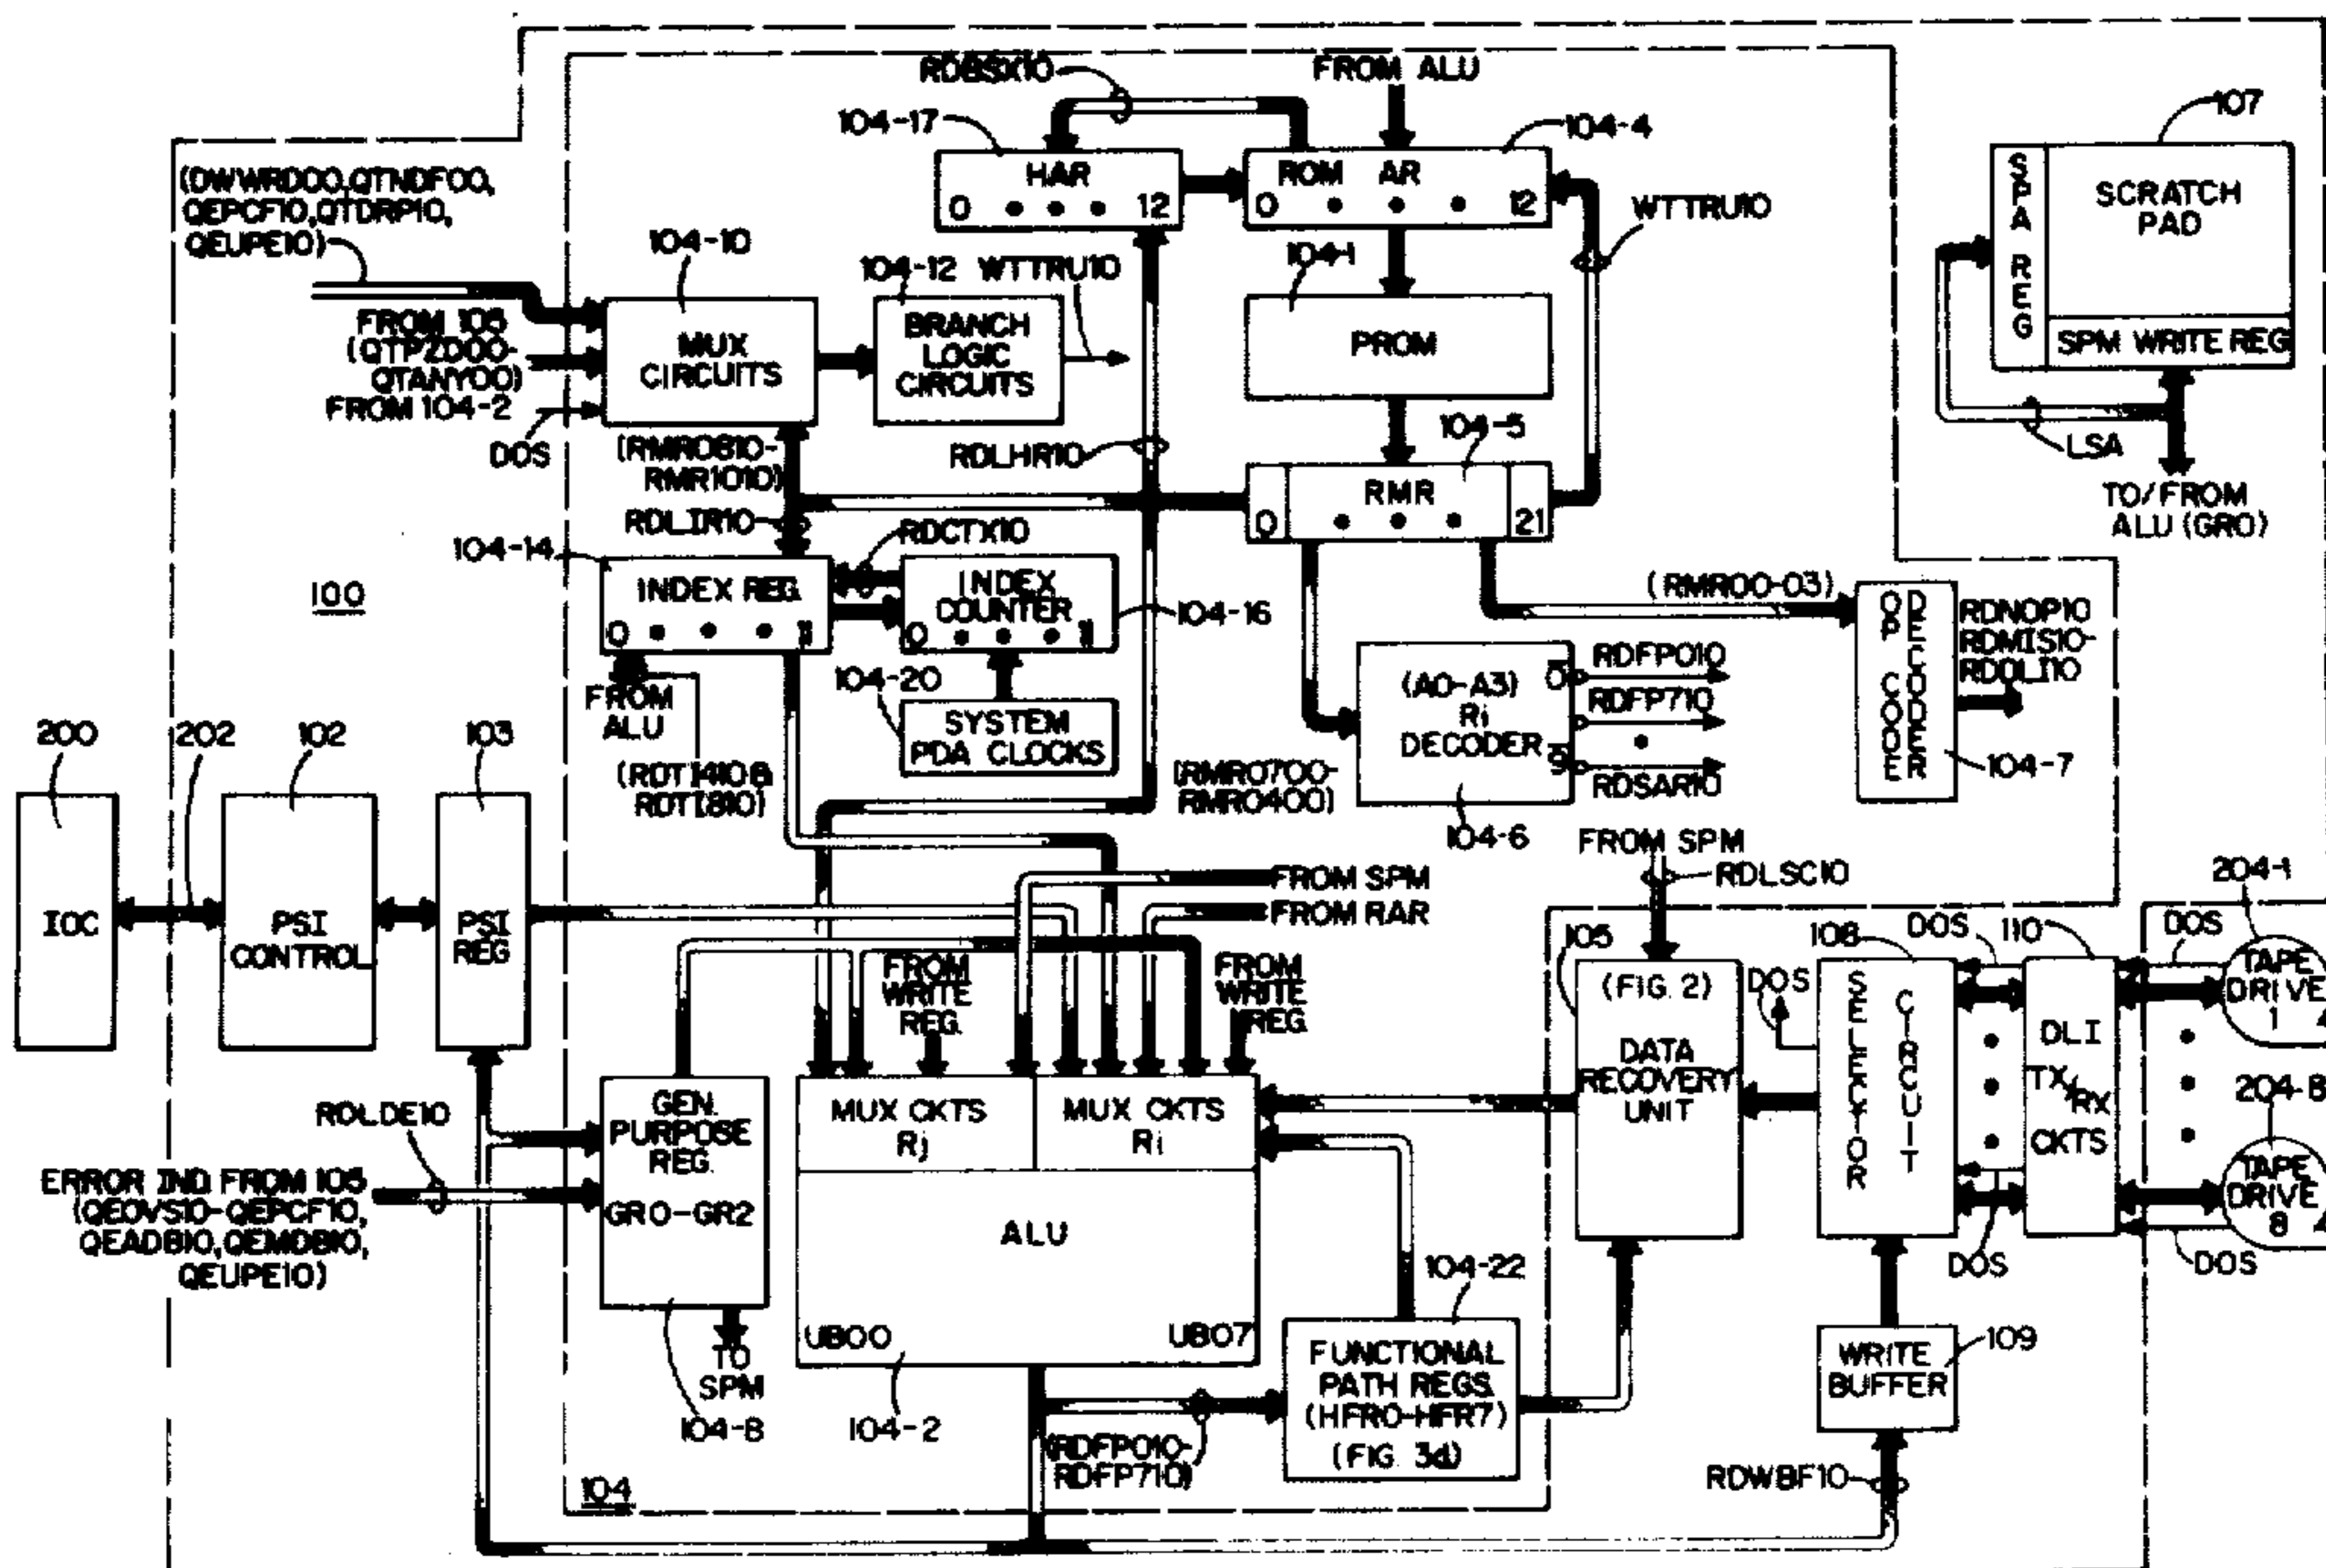 RDBSX10
FROM ALU
104-17
104-4
107
HAR
0 • • • 12
ROM AR
0 • • • 12
WTTRU10
SPA REG
SCRATCH
PAD
SPM WRITE REG
LSA
TO/FROM
ALU (GRO)
(DWWRD00,QTNDF00,
QEPCF10,QTDRP10,
QEUPE10)
104-10
104-12 WTTRU10
104-1
FROM 105
(QTPZD00-
QTANY00)
FROM 104-2
DOS
MUX
CIRCUITS
BRANCH
LOGIC
CIRCUITS
PROM
(RMR0810-
RMR1010)
RDLHR10
104-5
0 RMR 21
• • •
RDLIR10
RDCTX10
104-14
INDEX REG.
0 • • • 11
INDEX
COUNTER
0 • • • 11
104-16
100
(RMR00-03)
OP CODE
DECODER
RDNOP10
RDMIS10-
RDOLI10
104-7
FROM
ALU
104-20
SYSTEM
PDA CLOCKS
(RDTI410&
RDTI810)
(RMR0700-
RMR0400)
(A0-A3)
Ri
DECODER
0
9
RDFP010
RDFP710
•
RDSAR10
104-6
200
202
102
103
IOC
PSI
CONTROL
PSI
REG
FROM SPM
FROM RAR
FROM SPM
RDLSC10
FROM
WRITE
REG.
FROM
WRITE
REG.
105
(FIG. 2)
DATA
RECOVERY
UNIT
DOS
108
SELECTOR
CIRCUIT
DOS
110
DLI
TX/RX
CKTS
DOS
DOS
204-1
TAPE
DRIVE
1
204-8
TAPE
DRIVE
8
DOS
RDLDE10
ERROR IND. FROM 105
(QEOVS10-QEPCF10,
QEADB10,QEMDB10,
QEUPE10)
GEN.
PURPOSE
REG.
GR0-GR2
TO
SPM
104-8
MUX CKTS
Rj
MUX CKTS
Ri
ALU
UB00
UB07
104-2
104-22
FUNCTIONAL
PATH REGS.
(HFR0-HFR7)
(FIG. 3d)
(RDFP010-
RDFP710)
WRITE
BUFFER
109
RDWBF10
104